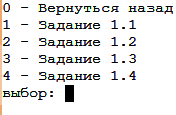 0 - Вернуться назад
1 - Задание 1.1
2 - Задание 1.2
3 - Задание 1.3
4 - Задание 1.4
выбор: